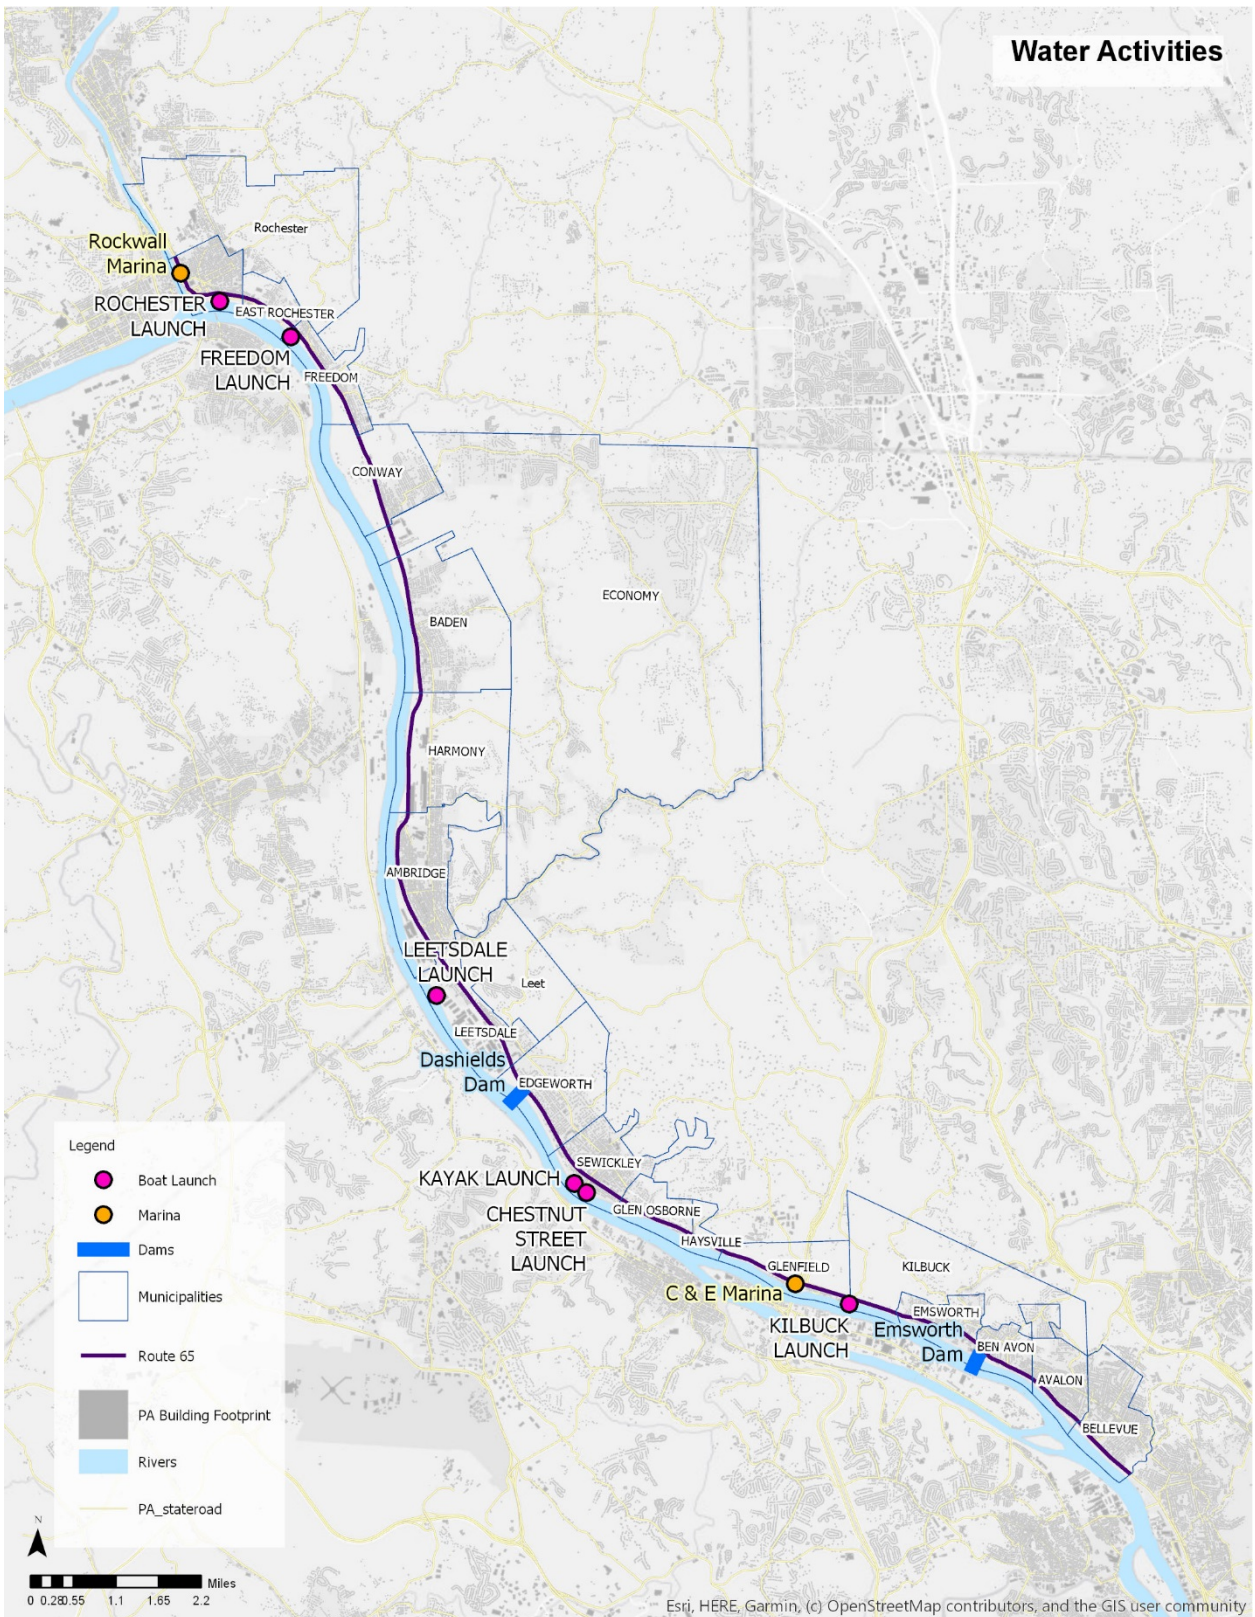 Water Activities
Rochester
Rockwall
Marina
ROCHESTER
LAUNCH
EAST ROCHESTER
FREEDOM
LAUNCH
FREEDOM
CONWAY
ECONOMY
BADEN
HARMONY
AMBRIDGE
LEETSDALE
LAUNCH
Leet
LEETSDALE
Dashields
Dam
EDGEWORTH
SEWICKLEY
KAYAK LAUNCH
CHESTNUT
STREET
LAUNCH
GLEN OSBORNE
HAYSVILLE
GLENFIELD
KILBUCK
C & E Marina
KILBUCK
LAUNCH
EMSWORTH
Emsworth
Dam
BEN AVON
AVALON
BELLEVUE
Legend
Boat Launch
Marina
Dams
Municipalities
Route 65
PA Building Footprint
Rivers
PA_stateroad
N
Miles
0 0.28 0.55 1.1 1.65 2.2
Esri, HERE, Garmin, (c) OpenStreetMap contributors, and the GIS user community